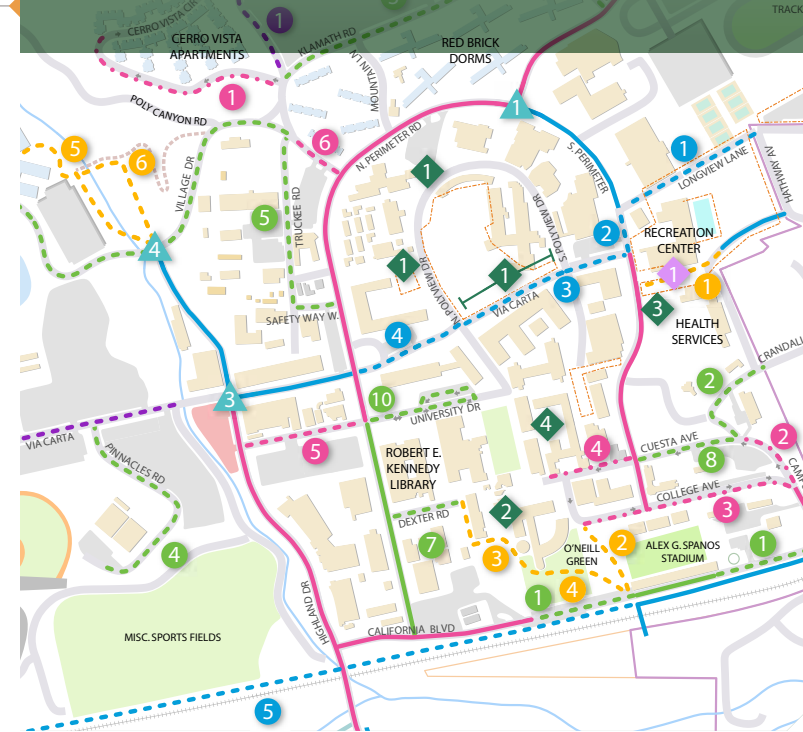 TRACK
CERRO VISTA CIR
1
5
CERRO VISTA
APARTMENTS
KLAMATH RD
RED BRICK
DORMS
MOUNTAIN LN
1
POLY CANYON RD
1
6
N. PERIMETER RD
S. PERIMETER
1
LONGVIEW LANE
HATHWAY AV
5
6
VILLAGE DR
5
TRUCKEE RD
1
S. POLYVIEW DR
2
RECREATION
CENTER
4
1
N. POLYVIEW DR
1
3
VIA CARTA
1
1
3
HEALTH
SERVICES
SAFETY WAY W.
4
CRANDALL
2
3
10
UNIVERSITY DR
4
VIA CARTA
PINNACLES RD
5
ROBERT E.
KENNEDY
LIBRARY
4
CUESTA AVE
8
2
COLLEGE AVE
3
2
DEXTER RD
7
3
O'NEILL
GREEN
2
ALEX G. SPANOS
STADIUM
1
4
4
1
HIGHLAND DR
CALIFORNIA BLVD
MISC. SPORTS FIELDS
5